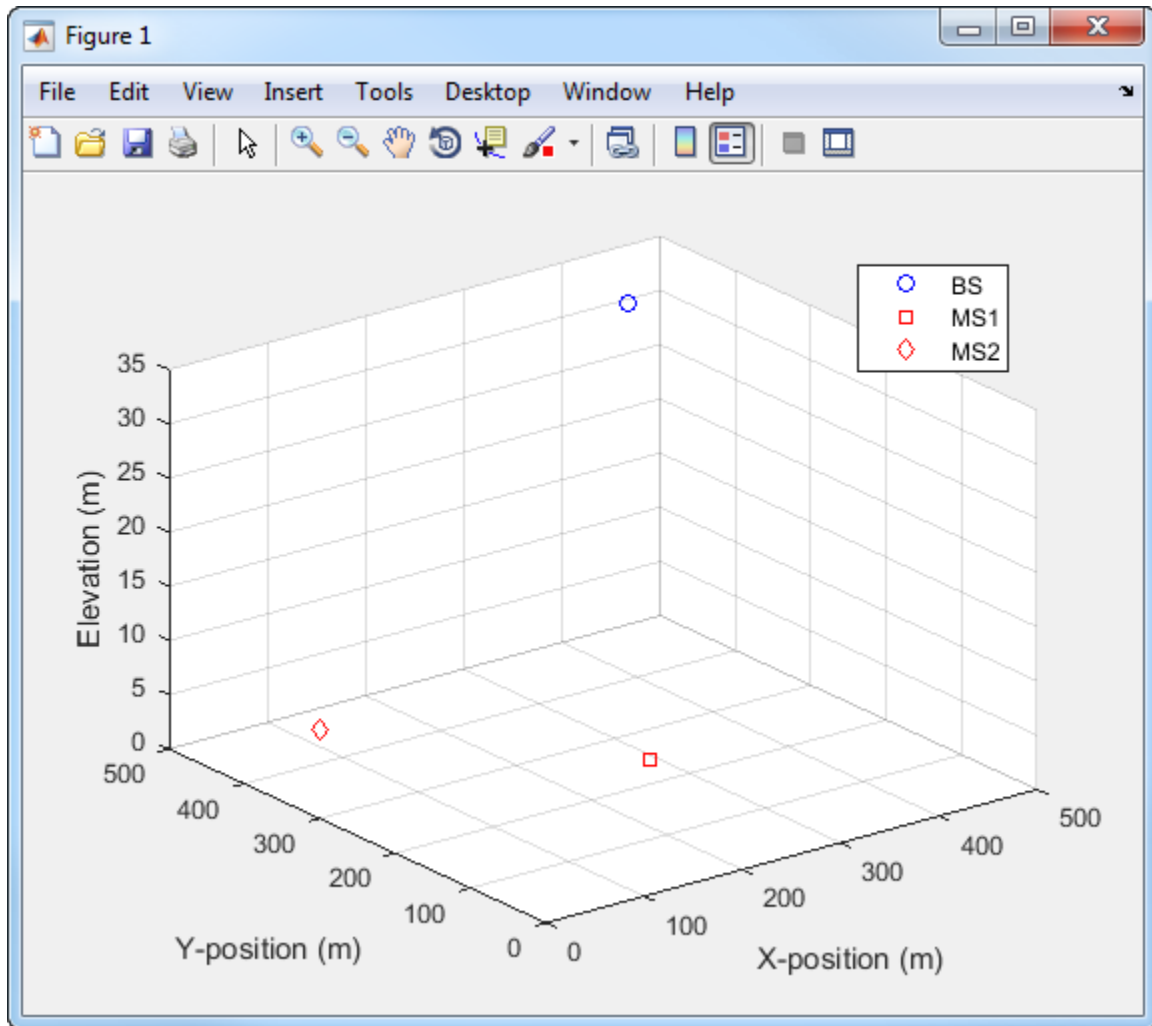 Figure 1
File Edit View Insert Tools Desktop Window Help
BS
MS1
MS2
35
30
25
20
15
10
5
0
Elevation (m)
500
400
300
200
100
0
Y-position (m)
0
100
200
300
400
500
X-position (m)